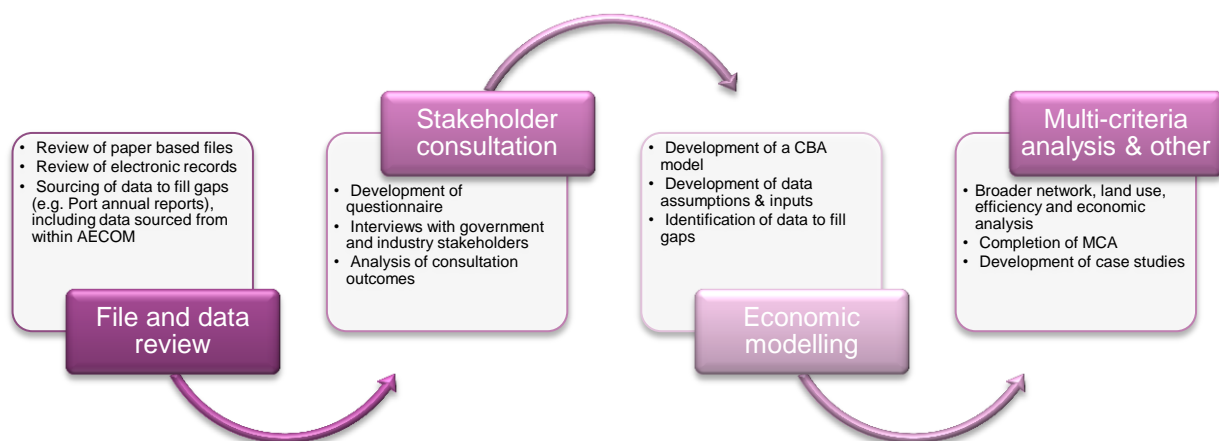 • Review of paper based files
• Review of electronic records
• Sourcing of data to fill gaps
(e.g. Port annual reports),
including data sourced from
within AECOM
File and data
review
Stakeholder
consultation
• Development of
questionnaire
• Interviews with government
and industry stakeholders
• Analysis of consultation
outcomes
• Development of a CBA
model
• Development of data
assumptions & inputs
• Identification of data to fill
gaps
Economic
modelling
Multi-criteria
analysis & other
• Broader network, land use,
efficiency and economic
analysis
• Completion of MCA
• Development of case studies